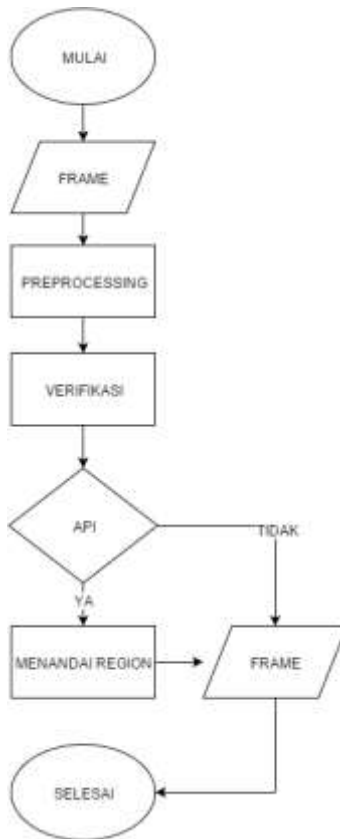 MULAI
FRAME
PREPROCESSING
VERIFIKASI
API
TIDAK
YA
MENANDAI REGION
FRAME
SELESAI